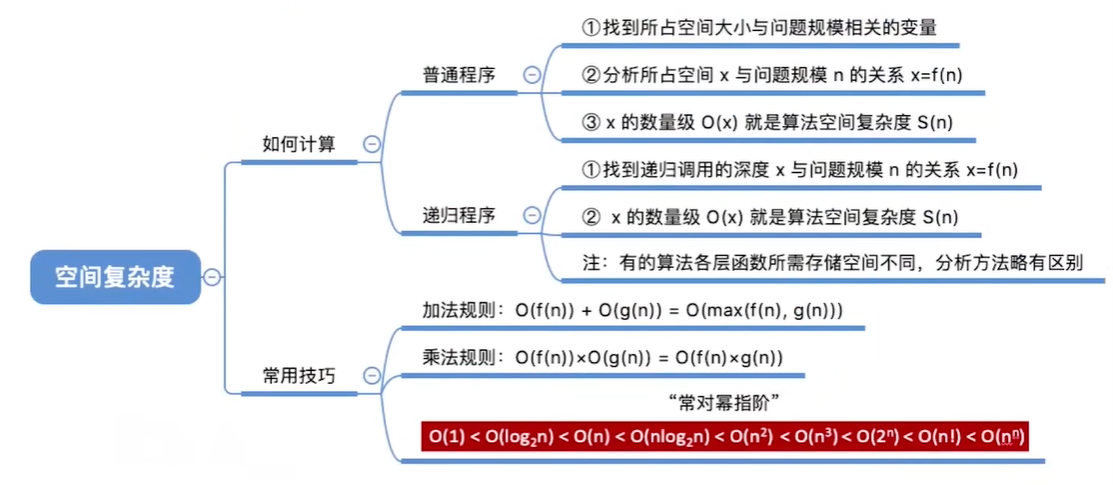 空间复杂度
如何计算
普通程序
①找到所占空间大小与问题规模相关的变量
②分析所占空间 x 与问题规模 n 的关系 x=f(n)
③ x 的数量级 O(x) 就是算法空间复杂度 S(n)
递归程序
①找到递归调用的深度 x 与问题规模 n 的关系 x=f(n)
② x 的数量级 O(x) 就是算法空间复杂度 S(n)
注：有的算法各层函数所需存储空间不同，分析方法略有区别
常用技巧
加法规则：O(f(n)) + O(g(n)) = O(max(f(n), g(n)))
乘法规则：O(f(n))×O(g(n)) = O(f(n)×g(n))
“常对幂指阶”
O(1) < O(log₂n) < O(n) < O(nlog₂n) < O(n²) < O(n³) < O(2ⁿ) < O(n!) < O(nⁿ)